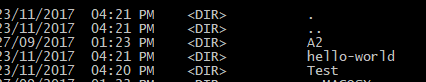 23/11/2017 04:21 PM <DIR> .
23/11/2017 04:21 PM <DIR> ..
27/09/2017 01:23 PM <DIR> A2
23/11/2017 04:21 PM <DIR> hello-world
23/11/2017 04:20 PM <DIR> Test